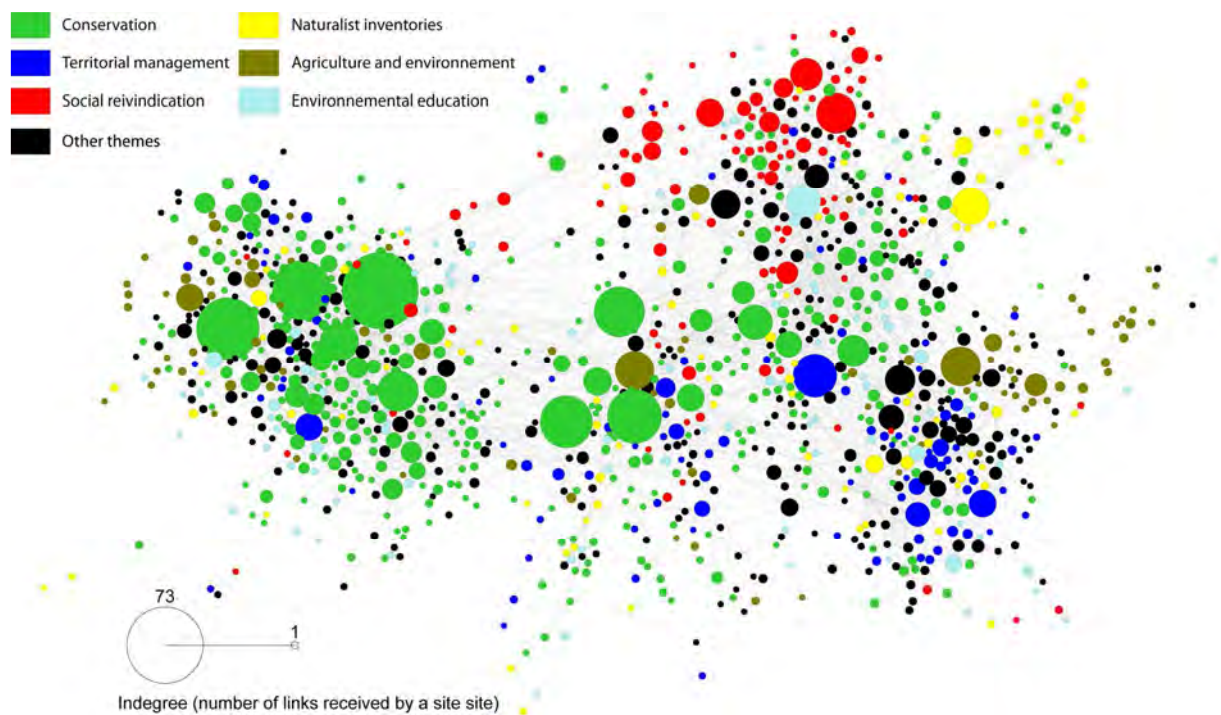 Conservation
Territorial management
Social reivindication
Other themes
Naturalist inventories
Agriculture and environnement
Environnemental education
73
1
Indegree (number of links received by a site site)